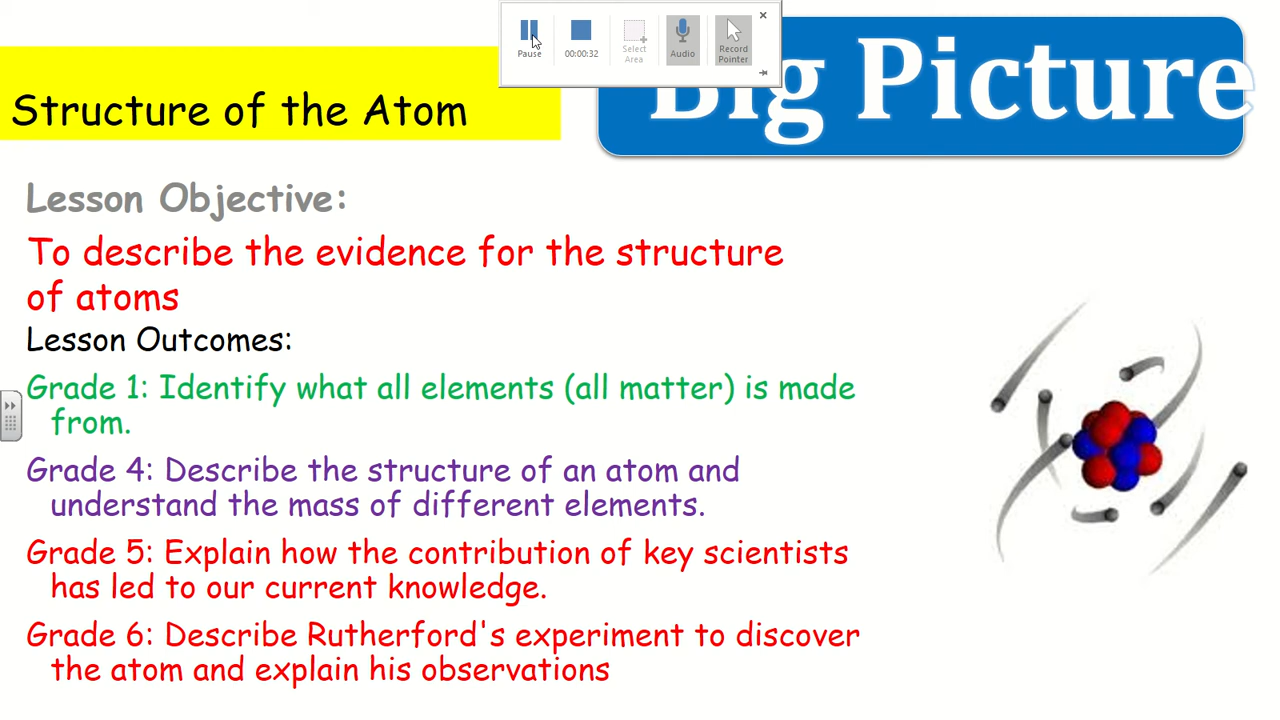 Pause
00:00:32
Select
Area
Audio
Record
Pointer
Big Picture
Structure of the Atom
Lesson Objective:
To describe the evidence for the structure
of atoms
Lesson Outcomes:
Grade 1: Identify what all elements (all matter) is made
from.
Grade 4: Describe the structure of an atom and
understand the mass of different elements.
Grade 5: Explain how the contribution of key scientists
has led to our current knowledge.
Grade 6: Describe Rutherford's experiment to discover
the atom and explain his observations